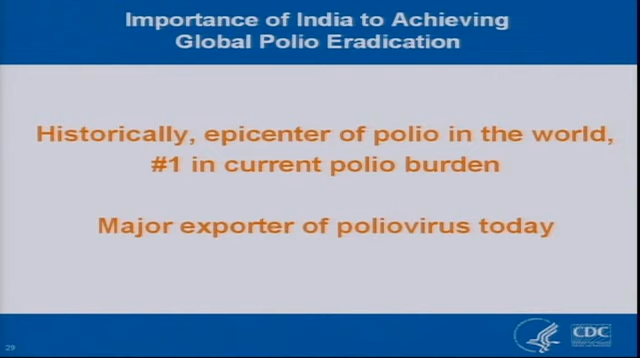 Importance of India to Achieving
Global Polio Eradication
Historically, epicenter of polio in the world,
#1 in current polio burden
Major exporter of poliovirus today
29
CDC